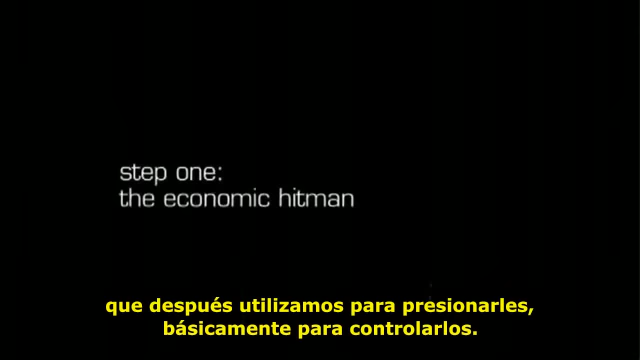 step one:
the economic hitman
que después utilizamos para presionarles,
básicamente para controlarlos.